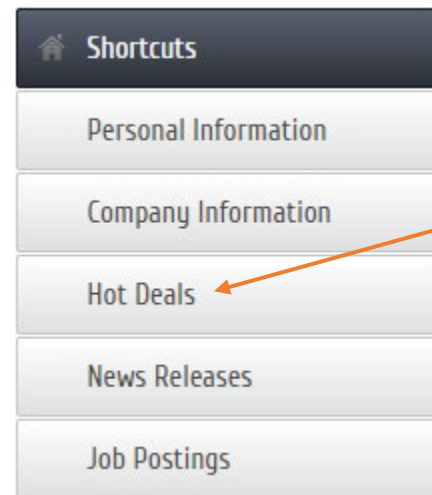 Shortcuts
Personal Information
Company Information
Hot Deals
News Releases
Job Postings